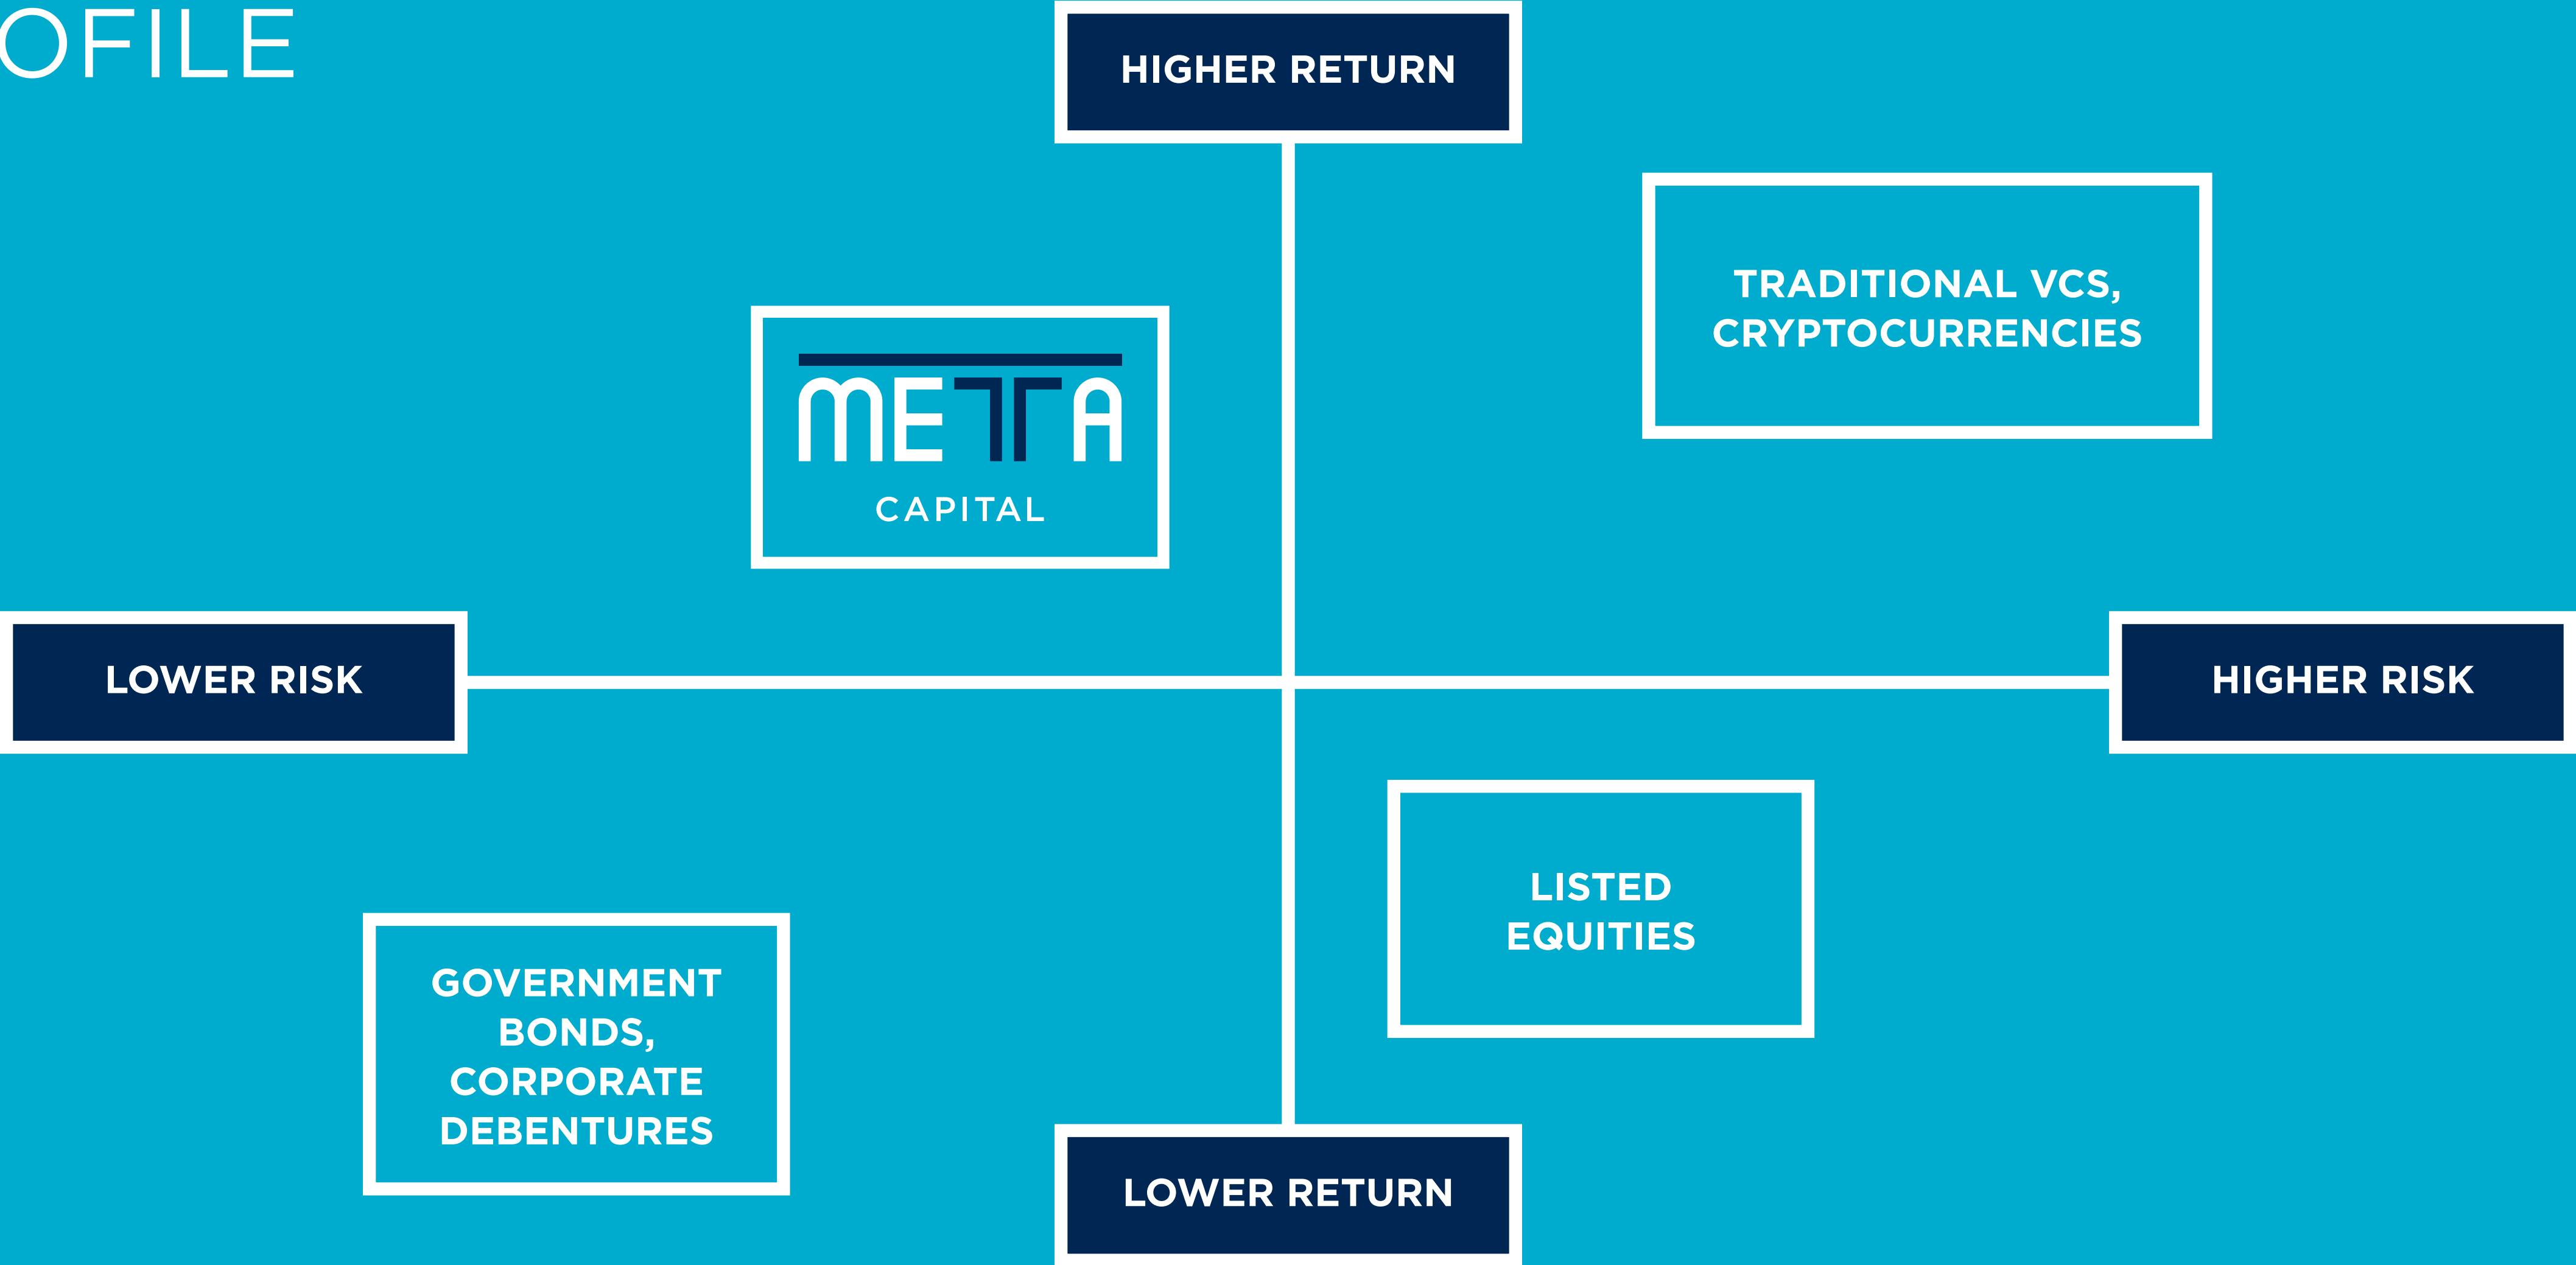 OFILE
HIGHER RETURN
TRADITIONAL VCS,
CRYPTOCURRENCIES
METTA
CAPITAL
LOWER RISK
HIGHER RISK
LISTED
EQUITIES
GOVERNMENT
BONDS,
CORPORATE
DEBENTURES
LOWER RETURN